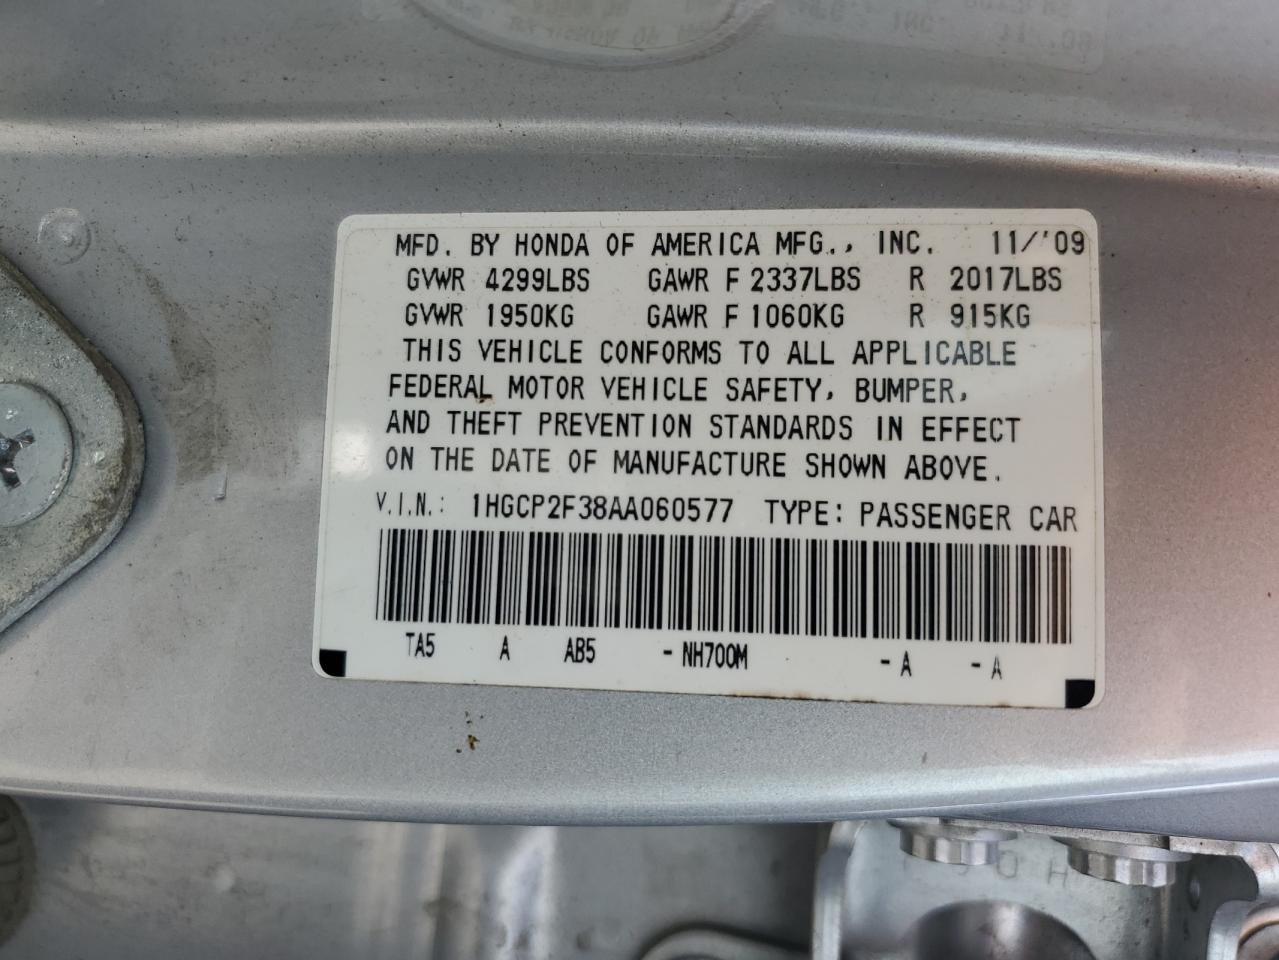 MFD. BY HONDA OF AMERICA MFG., INC. 11/'09
GVWR 4299LBS GAWR F 2337LBS R 2017LBS
GVWR 1950KG GAWR F 1060KG R 915KG
THIS VEHICLE CONFORMS TO ALL APPLICABLE
FEDERAL MOTOR VEHICLE SAFETY, BUMPER,
AND THEFT PREVENTION STANDARDS IN EFFECT
ON THE DATE OF MANUFACTURE SHOWN ABOVE.
V.I.N.: 1HGCP2F38AA060577 TYPE: PASSENGER CAR
TA5 A AB5 -NH700M -A -A